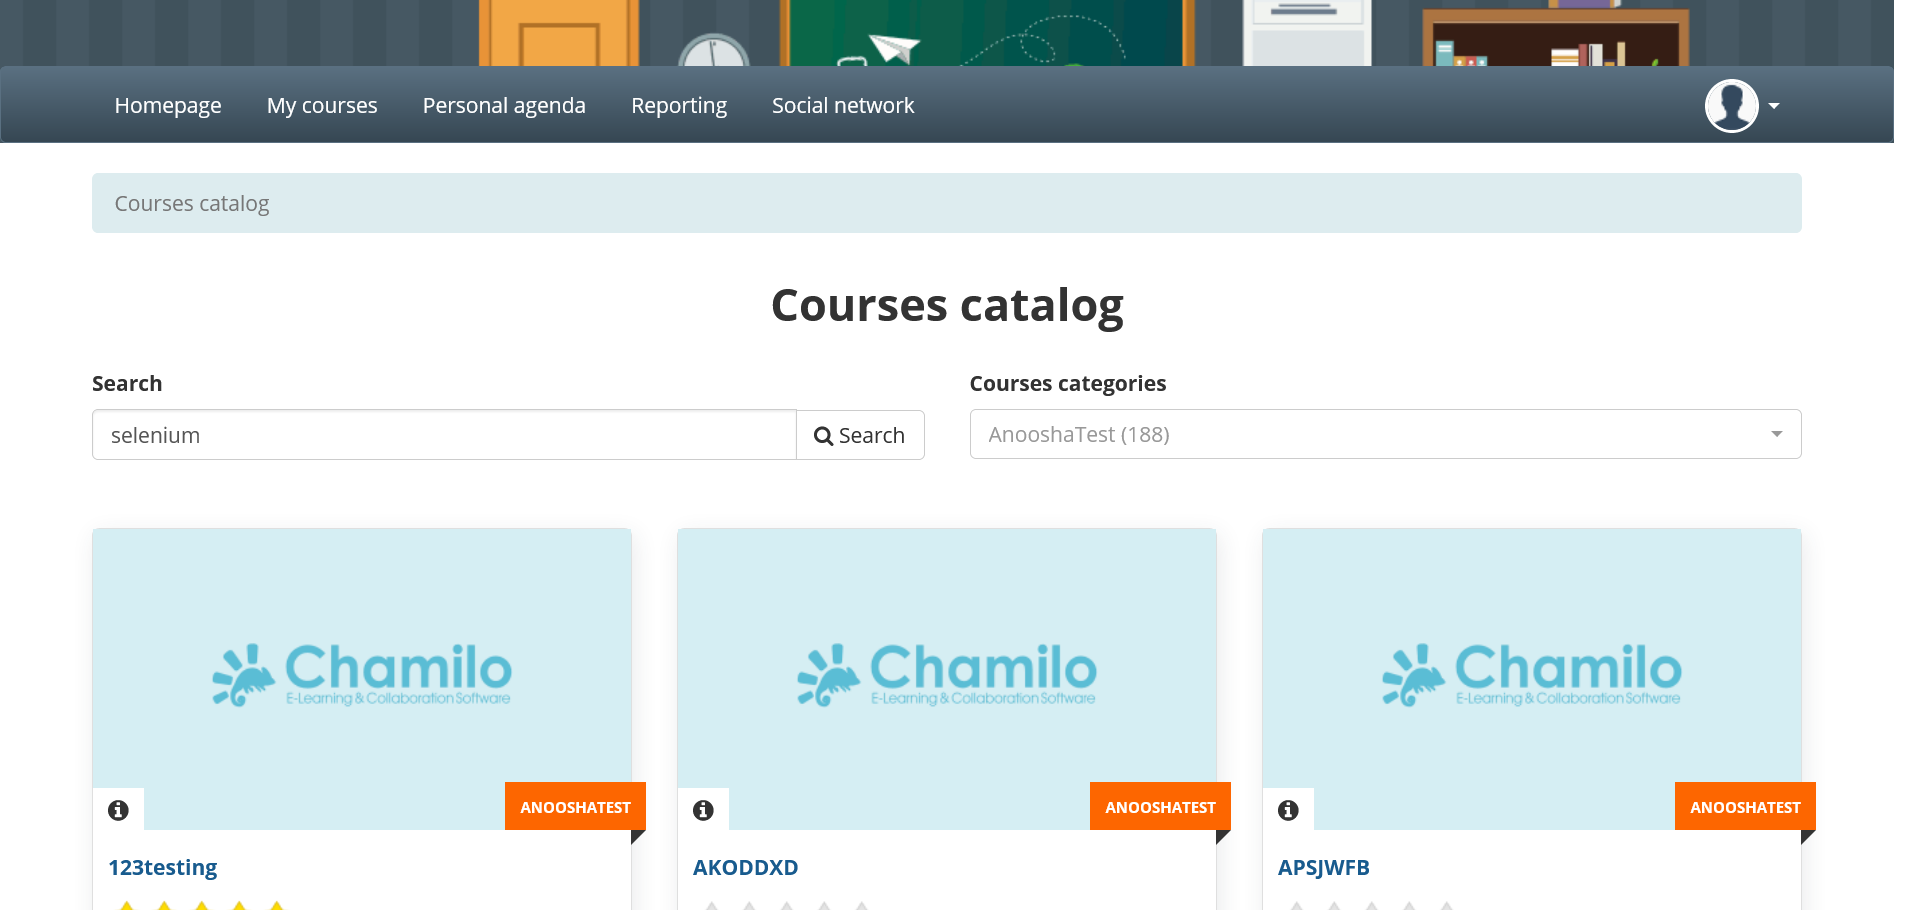 Homepage My courses Personal agenda Reporting Social network
Courses catalog
Courses catalog
Search
Courses categories
selenium
Search
AnooshaTest (188)
Chamilo
E-Learning & Collaboration Software
Chamilo
E-Learning & Collaboration Software
Chamilo
E-Learning & Collaboration Software
ANOOSHATEST
ANOOSHATEST
ANOOSHATEST
123testing
AKODDXD
APSJWFB